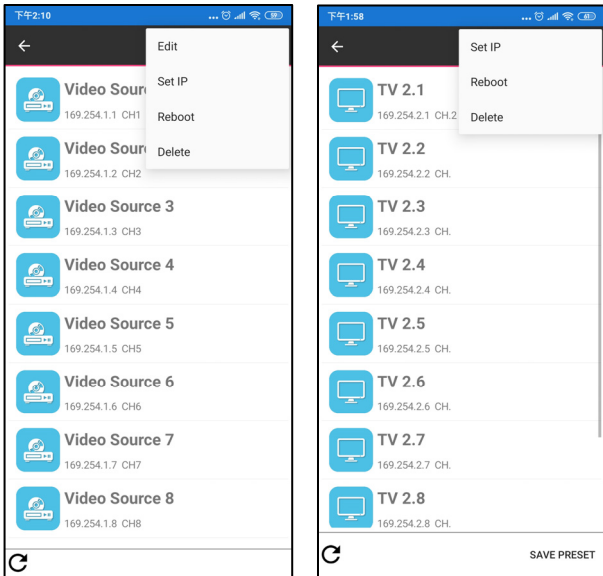 下午2:10
... 59
Edit
Set IP
Reboot
Delete
Video Sour
169.254.1.1 CH1
Video Sour
169.254.1.2 CH2
Video Source 3
169.254.1.3 CH3
Video Source 4
169.254.1.4 CH4
Video Source 5
169.254.1.5 CH5
Video Source 6
169.254.1.6 CH6
Video Source 7
169.254.1.7 CH7
Video Source 8
169.254.1.8 CH8
下午1:58
... 61
Set IP
Reboot
Delete
TV 2.1
169.254.2.1 CH.2
TV 2.2
169.254.2.2 CH.
TV 2.3
169.254.2.3 CH.
TV 2.4
169.254.2.4 CH.
TV 2.5
169.254.2.5 CH.
TV 2.6
169.254.2.6 CH.
TV 2.7
169.254.2.7 CH.
TV 2.8
169.254.2.8 CH.
SAVE PRESET